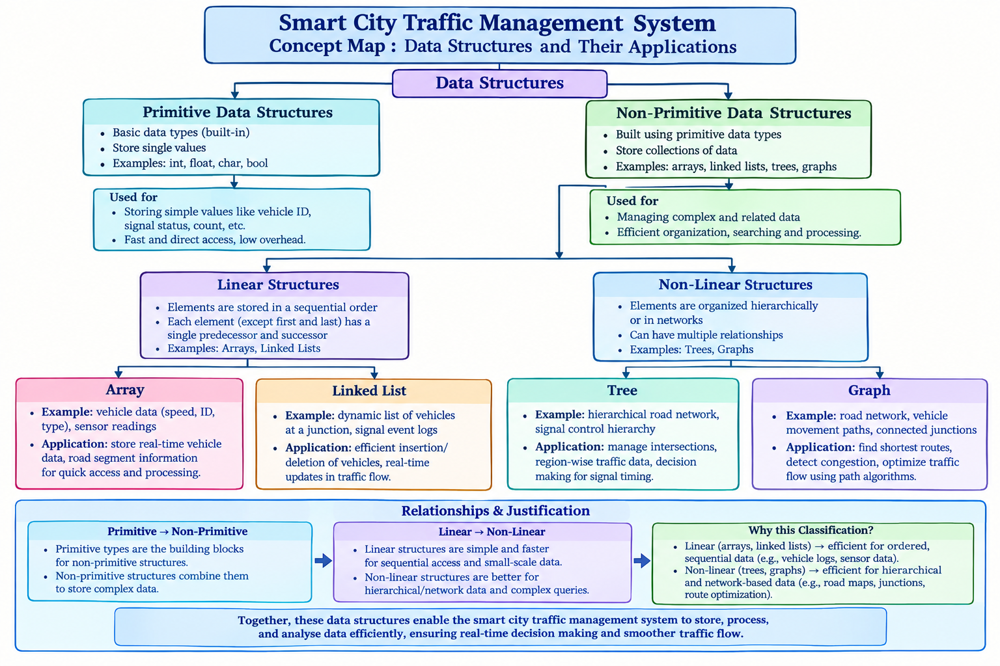 Smart City Traffic Management System
Concept Map : Data Structures and Their Applications
Data Structures
Primitive Data Structures
• Basic data types (built-in)
• Store single values
• Examples: int, float, char, bool
Non-Primitive Data Structures
• Built using primitive data types
• Store collections of data
• Examples: arrays, linked lists, trees, graphs
Used for
• Storing simple values like vehicle ID,
signal status, count, etc.
• Fast and direct access, low overhead.
Used for
• Managing complex and related data
• Efficient organization, searching and processing.
Linear Structures
• Elements are stored in a sequential order
• Each element (except first and last) has a
single predecessor and successor
• Examples: Arrays, Linked Lists
Non-Linear Structures
• Elements are organized hierarchically
or in networks
• Can have multiple relationships
• Examples: Trees, Graphs
Array
• Example: vehicle data (speed, ID,
type), sensor readings
• Application: store real-time vehicle
data, road segment information
for quick access and processing.
Linked List
• Example: dynamic list of vehicles
at a junction, signal event logs
• Application: efficient insertion/
deletion of vehicles, real-time
updates in traffic flow.
Tree
• Example: hierarchical road network,
signal control hierarchy
• Application: manage intersections,
region-wise traffic data, decision
making for signal timing.
Graph
• Example: road network, vehicle
movement paths, connected junctions
• Application: find shortest routes,
detect congestion, optimize traffic
flow using path algorithms.
Relationships & Justification
Primitive → Non-Primitive
• Primitive types are the building blocks
for non-primitive structures.
• Non-primitive structures combine them
to store complex data.
Linear → Non-Linear
• Linear structures are simple and faster
for sequential access and small-scale data.
• Non-linear structures are better for
hierarchical/network data and complex queries.
Why this Classification?
• Linear (arrays, linked lists) → efficient for ordered,
sequential data (e.g., vehicle logs, sensor data).
• Non-linear (trees, graphs) → efficient for hierarchical
and network-based data (e.g., road maps, junctions,
route optimization).
Together, these data structures enable the smart city traffic management system to store, process,
and analyse data efficiently, ensuring real-time decision making and smoother traffic flow.